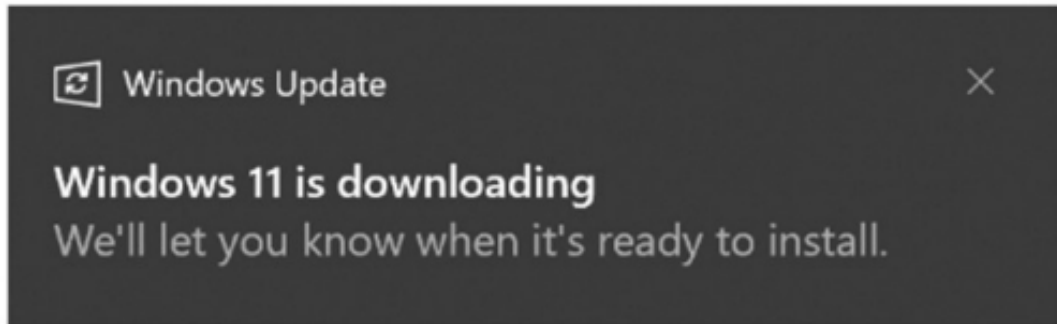 Windows Update
Windows 11 is downloading
We'll let you know when it's ready to install.